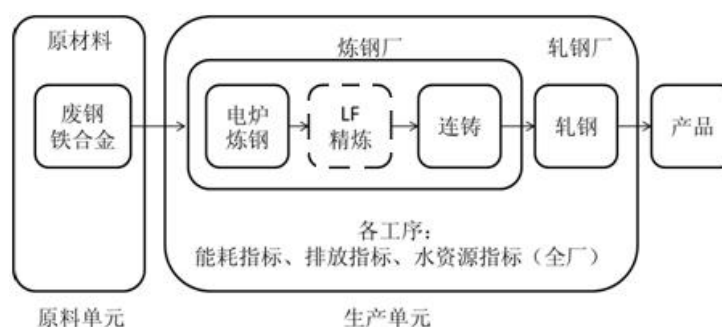 原材料
炼钢厂
轧钢厂
废钢
铁合金
电炉
炼钢
LF
精炼
连铸
轧钢
产品
各工序：
能耗指标、排放指标、水资源指标（全厂）
原料单元
生产单元